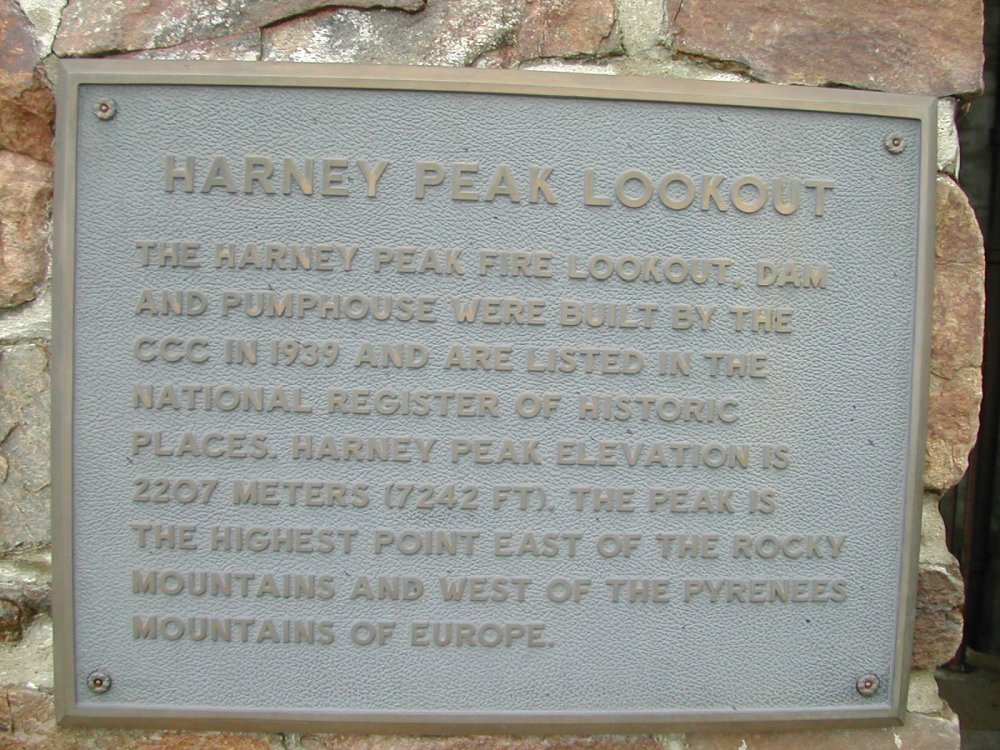 HARNEY PEAK LOOKOUT
THE HARNEY PEAK FIRE LOOKOUT, DAM
AND PUMPHOUSE WERE BUILT BY THE
CCC IN 1939 AND ARE LISTED IN THE
NATIONAL REGISTER OF HISTORIC
PLACES. HARNEY PEAK ELEVATION IS
2207 METERS (7242 FT). THE PEAK IS
THE HIGHEST POINT EAST OF THE ROCKY
MOUNTAINS AND WEST OF THE PYRENEES
MOUNTAINS OF EUROPE.